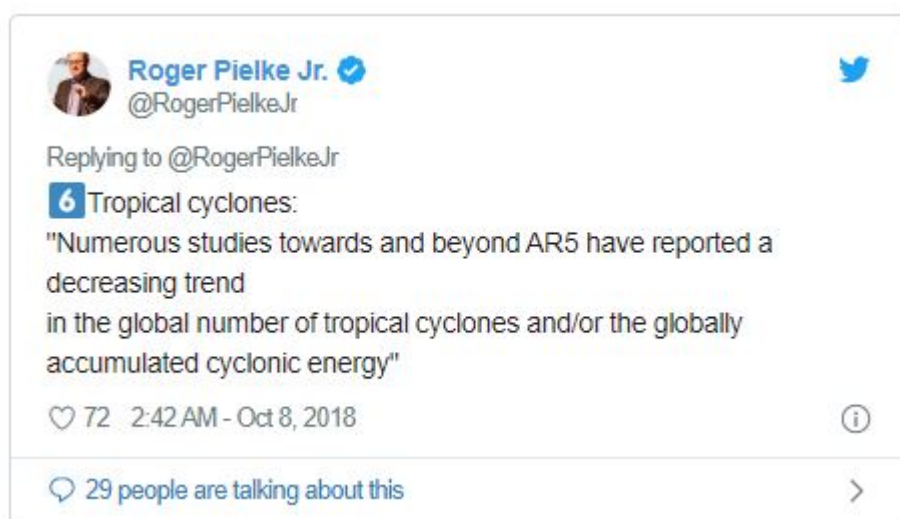 Roger Pielke Jr.
@RogerPielkeJr
Replying to @RogerPielkeJr
6 Tropical cyclones:
"Numerous studies towards and beyond AR5 have reported a
decreasing trend
in the global number of tropical cyclones and/or the globally
accumulated cyclonic energy"
72 2:42 AM - Oct 8, 2018
29 people are talking about this